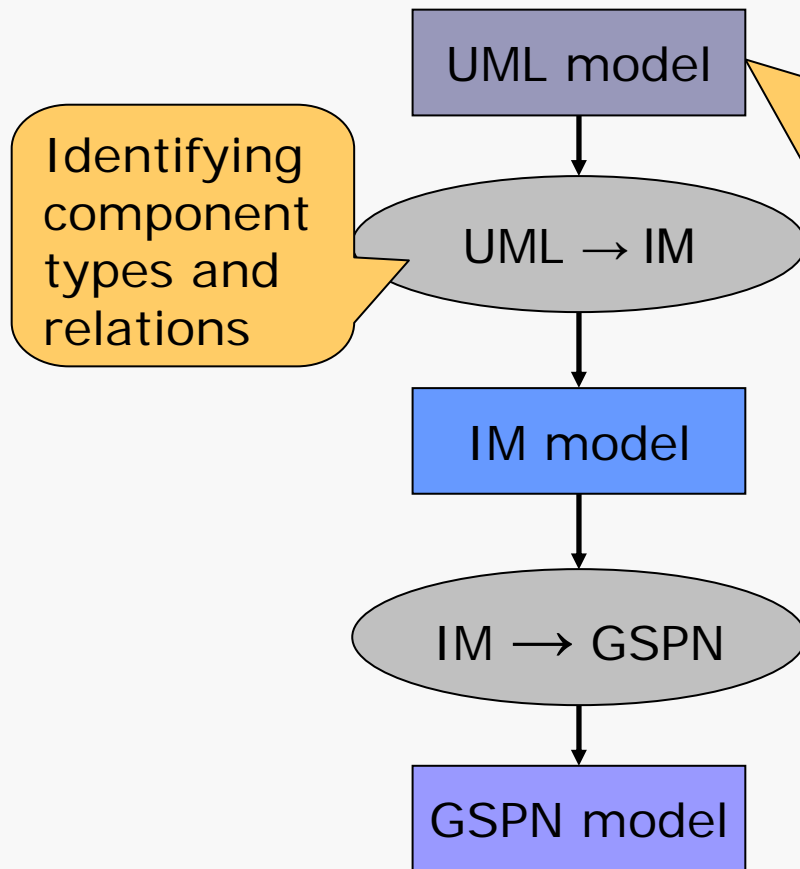 UML model
Identifying
component
types and
relations
UML → IM
IM model
IM → GSPN
GSPN model